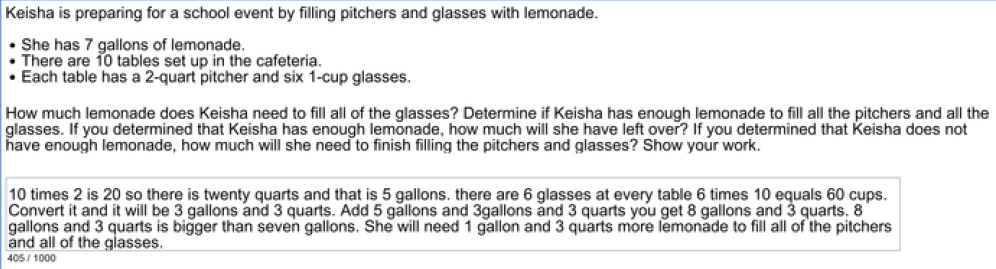 Keisha is preparing for a school event by filling pitchers and glasses with lemonade.
• She has 7 gallons of lemonade.
• There are 10 tables set up in the cafeteria.
• Each table has a 2-quart pitcher and six 1-cup glasses.
How much lemonade does Keisha need to fill all of the glasses? Determine if Keisha has enough lemonade to fill all the pitchers and all the
glasses. If you determined that Keisha has enough lemonade, how much will she have left over? If you determined that Keisha does not
have enough lemonade, how much will she need to finish filling the pitchers and glasses? Show your work.
10 times 2 is 20 so there is twenty quarts and that is 5 gallons. there are 6 glasses at every table 6 times 10 equals 60 cups.
Convert it and it will be 3 gallons and 3 quarts. Add 5 gallons and 3gallons and 3 quarts you get 8 gallons and 3 quarts. 8
gallons and 3 quarts is bigger than seven gallons. She will need 1 gallon and 3 quarts more lemonade to fill all of the pitchers
and all of the glasses.
405 / 1000